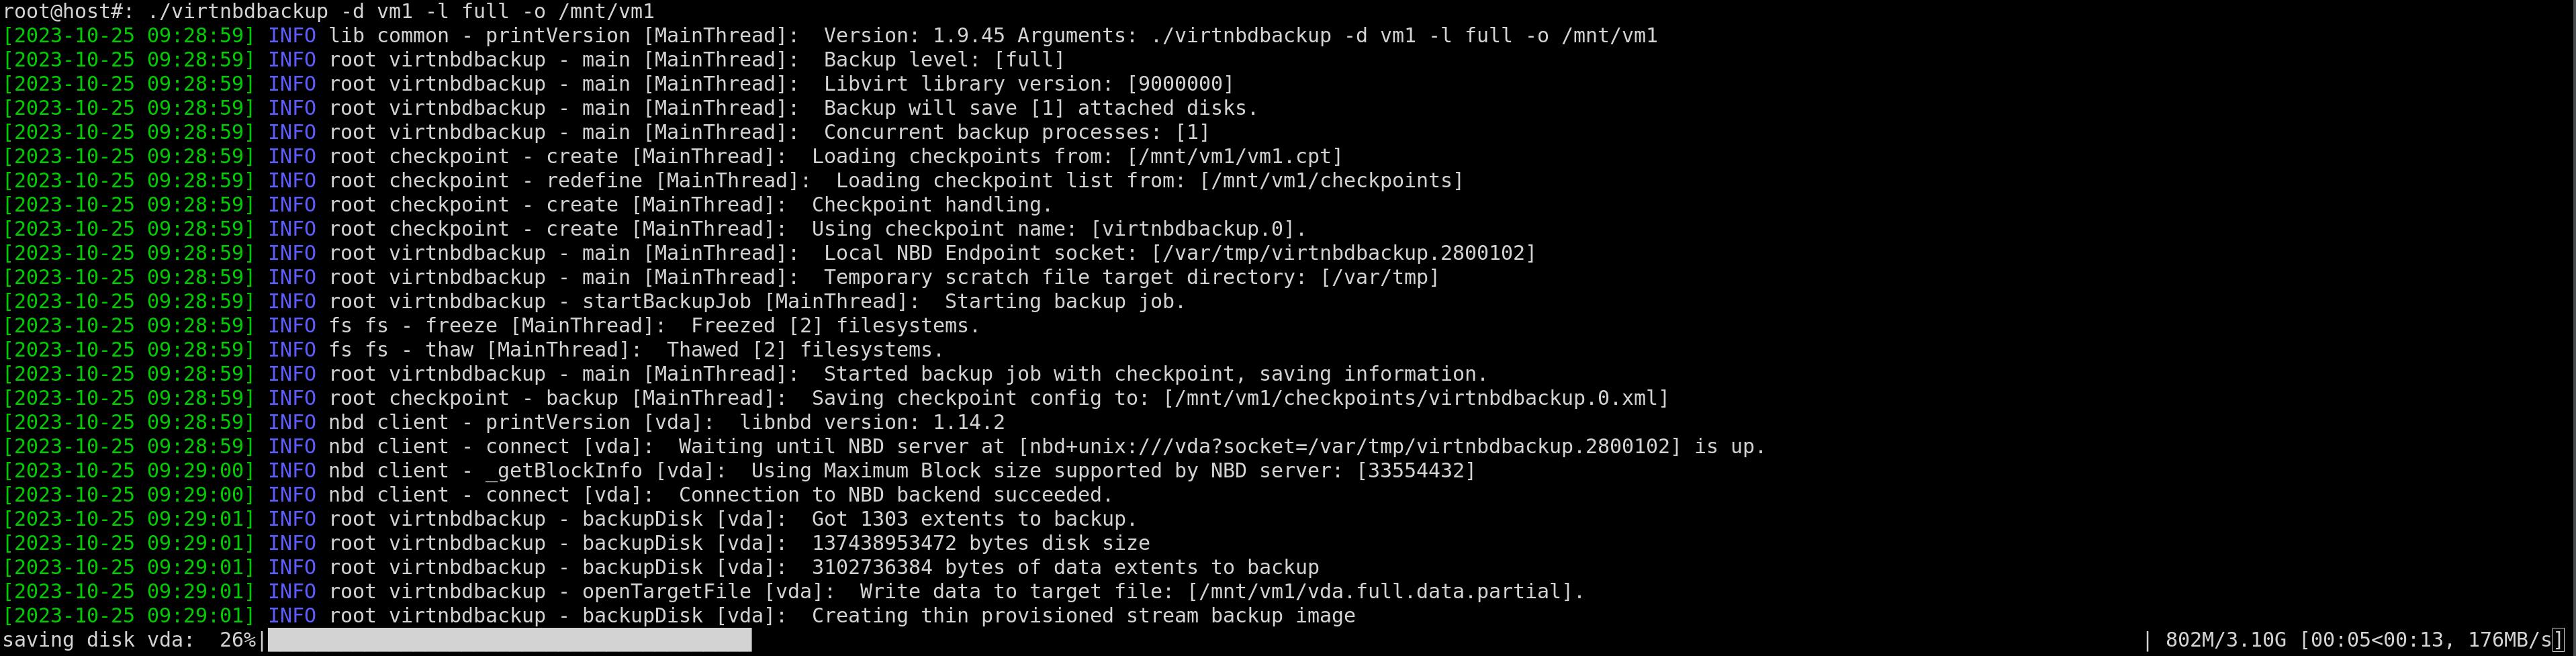 root@host#: ./virtnbdbackup -d vm1 -l full -o /mnt/vm1
[2023-10-25 09:28:59] INFO lib common - printVersion [MainThread]:  Version: 1.9.45 Arguments: ./virtnbdbackup -d vm1 -l full -o /mnt/vm1
[2023-10-25 09:28:59] INFO root virtnbdbackup - main [MainThread]:  Backup level: [full]
[2023-10-25 09:28:59] INFO root virtnbdbackup - main [MainThread]:  Libvirt library version: [9000000]
[2023-10-25 09:28:59] INFO root virtnbdbackup - main [MainThread]:  Backup will save [1] attached disks.
[2023-10-25 09:28:59] INFO root virtnbdbackup - main [MainThread]:  Concurrent backup processes: [1]
[2023-10-25 09:28:59] INFO root checkpoint - create [MainThread]:  Loading checkpoints from: [/mnt/vm1/vm1.cpt]
[2023-10-25 09:28:59] INFO root checkpoint - redefine [MainThread]:  Loading checkpoint list from: [/mnt/vm1/checkpoints]
[2023-10-25 09:28:59] INFO root checkpoint - create [MainThread]:  Checkpoint handling.
[2023-10-25 09:28:59] INFO root checkpoint - create [MainThread]:  Using checkpoint name: [virtnbdbackup.0].
[2023-10-25 09:28:59] INFO root virtnbdbackup - main [MainThread]:  Local NBD Endpoint socket: [/var/tmp/virtnbdbackup.2800102]
[2023-10-25 09:28:59] INFO root virtnbdbackup - main [MainThread]:  Temporary scratch file target directory: [/var/tmp]
[2023-10-25 09:28:59] INFO root virtnbdbackup - startBackupJob [MainThread]:  Starting backup job.
[2023-10-25 09:28:59] INFO fs fs - freeze [MainThread]:  Freezed [2] filesystems.
[2023-10-25 09:28:59] INFO fs fs - thaw [MainThread]:  Thawed [2] filesystems.
[2023-10-25 09:28:59] INFO root virtnbdbackup - main [MainThread]:  Started backup job with checkpoint, saving information.
[2023-10-25 09:28:59] INFO root checkpoint - backup [MainThread]:  Saving checkpoint config to: [/mnt/vm1/checkpoints/virtnbdbackup.0.xml]
[2023-10-25 09:28:59] INFO nbd client - printVersion [vda]:  libnbd version: 1.14.2
[2023-10-25 09:28:59] INFO nbd client - connect [vda]:  Waiting until NBD server at [nbd+unix:///vda?socket=/var/tmp/virtnbdbackup.2800102] is up.
[2023-10-25 09:29:00] INFO nbd client - _getBlockInfo [vda]:  Using Maximum Block size supported by NBD server: [33554432]
[2023-10-25 09:29:00] INFO nbd client - connect [vda]:  Connection to NBD backend succeeded.
[2023-10-25 09:29:01] INFO root virtnbdbackup - backupDisk [vda]:  Got 1303 extents to backup.
[2023-10-25 09:29:01] INFO root virtnbdbackup - backupDisk [vda]:  137438953472 bytes disk size
[2023-10-25 09:29:01] INFO root virtnbdbackup - backupDisk [vda]:  3102736384 bytes of data extents to backup
[2023-10-25 09:29:01] INFO root virtnbdbackup - openTargetFile [vda]:  Write data to target file: [/mnt/vm1/vda.full.data.partial].
[2023-10-25 09:29:01] INFO root virtnbdbackup - backupDisk [vda]:  Creating thin provisioned stream backup image
saving disk vda:  26%| | 802M/3.10G [00:05<00:13, 176MB/s]